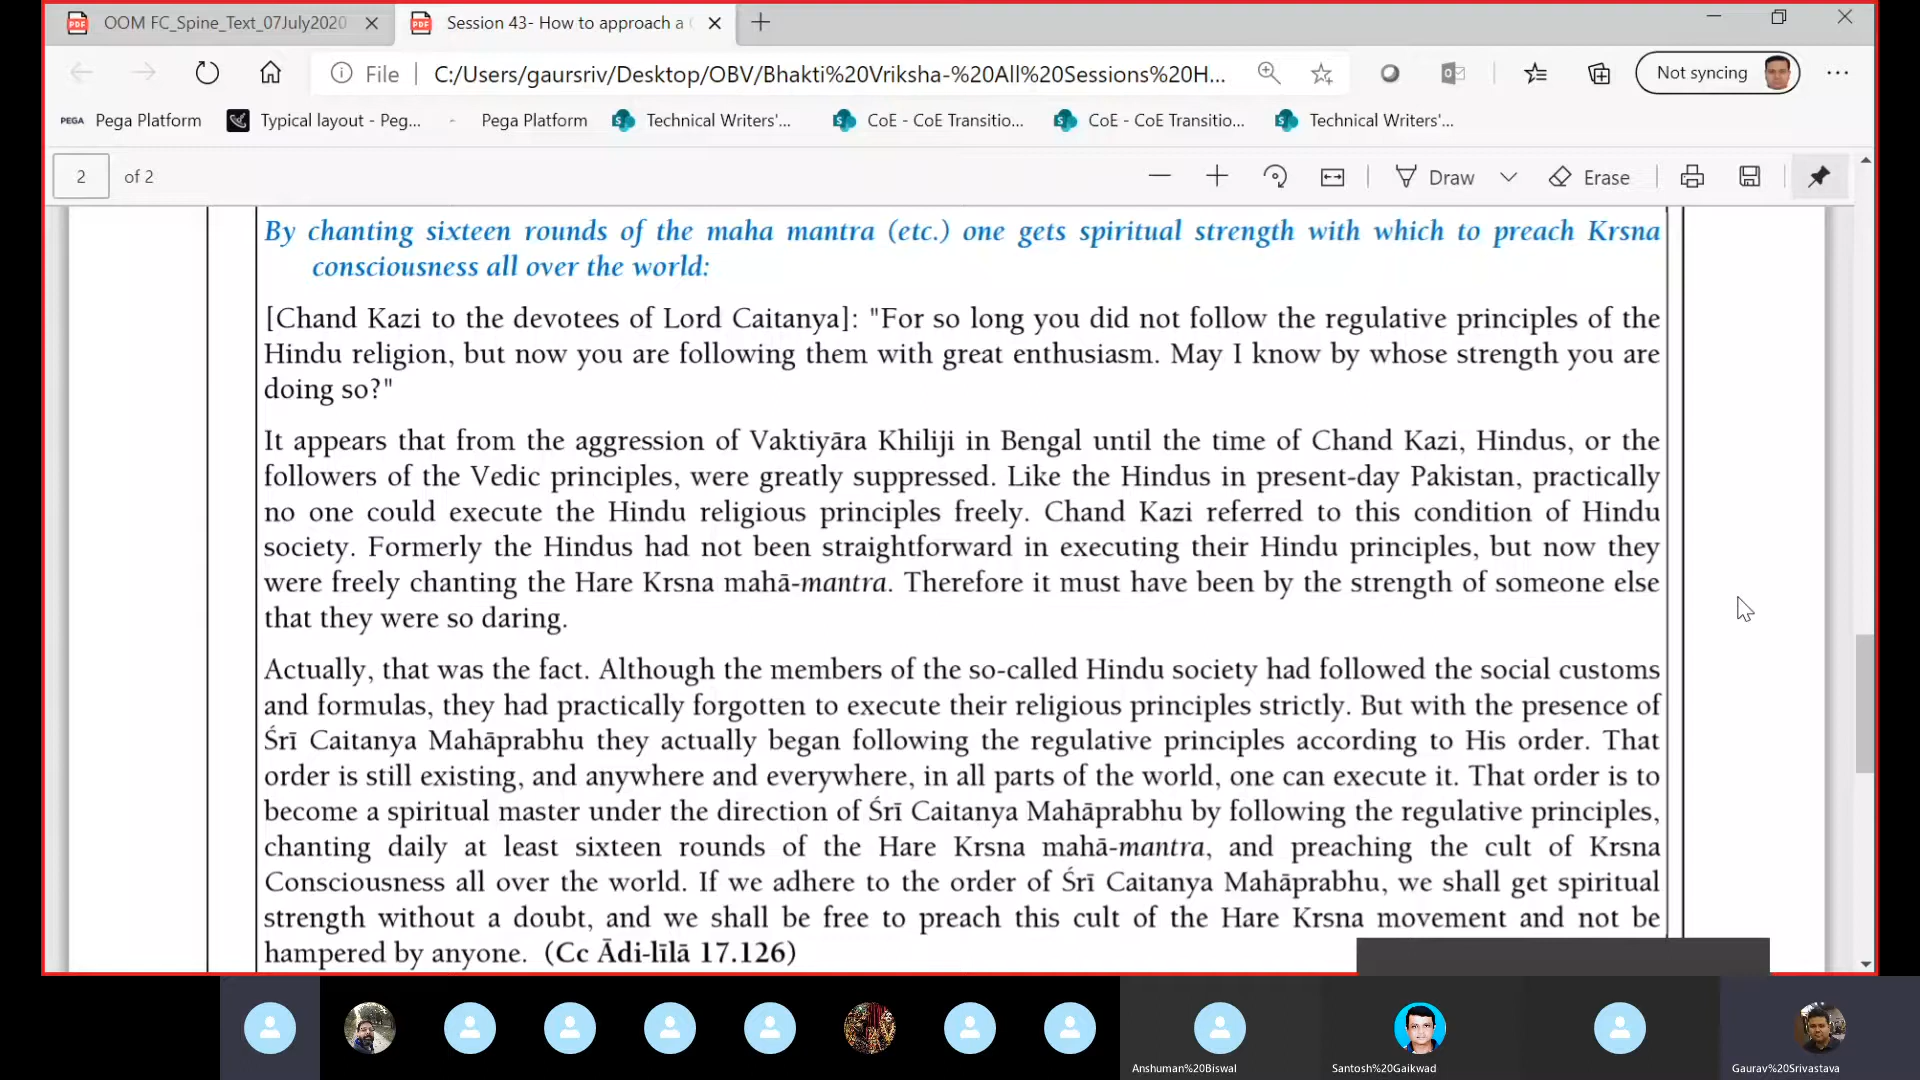 OOM FC_Spine_Text_07July2020
Session 43- How to approach a
File
C:/Users/gaursriv/Desktop/OBV/Bhakti%20Vriksha-%20All%20Sessions%20H...
Not syncing
PEGA Pega Platform
Typical layout - Peg...
Pega Platform
Technical Writers'...
CoE - CoE Transitio...
CoE - CoE Transitio...
Technical Writers'...
2 of 2
Draw
Erase
By chanting sixteen rounds of the maha mantra (etc.) one gets spiritual strength with which to preach Krsna
consciousness all over the world:
[Chand Kazi to the devotees of Lord Caitanya]: "For so long you did not follow the regulative principles of the
Hindu religion, but now you are following them with great enthusiasm. May I know by whose strength you are
doing so?"
It appears that from the aggression of Vaktiyāra Khiliji in Bengal until the time of Chand Kazi, Hindus, or the
followers of the Vedic principles, were greatly suppressed. Like the Hindus in present-day Pakistan, practically
no one could execute the Hindu religious principles freely. Chand Kazi referred to this condition of Hindu
society. Formerly the Hindus had not been straightforward in executing their Hindu principles, but now they
were freely chanting the Hare Krsna mahā-mantra. Therefore it must have been by the strength of someone else
that they were so daring.
Actually, that was the fact. Although the members of the so-called Hindu society had followed the social customs
and formulas, they had practically forgotten to execute their religious principles strictly. But with the presence of
Śrī Caitanya Mahāprabhu they actually began following the regulative principles according to His order. That
order is still existing, and anywhere and everywhere, in all parts of the world, one can execute it. That order is to
become a spiritual master under the direction of Śrī Caitanya Mahāprabhu by following the regulative principles,
chanting daily at least sixteen rounds of the Hare Krsna mahā-mantra, and preaching the cult of Krsna
Consciousness all over the world. If we adhere to the order of Śrī Caitanya Mahāprabhu, we shall get spiritual
strength without a doubt, and we shall be free to preach this cult of the Hare Krsna movement and not be
hampered by anyone. (Cc Ādi-līlā 17.126)
Anshuman%20Biswal
Santosh%20Gaikwad
Gaurav%20Srivastava